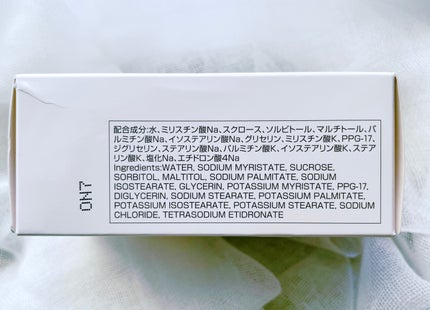 配合成分:水、ミリスチン酸Na、スクロース、ソルビトール、マルチトール、パ
ルミチン酸Na、イソステアリン酸Na、グリセリン、ミリスチン酸K、PPG-17、
ジグリセリン、ステアリン酸Na、パルミチン酸K、イソステアリン酸K、ステア
リン酸K、塩化Na、エチドロン酸4Na
Ingredients:WATER, SODIUM MYRISTATE, SUCROSE,
SORBITOL, MALTITOL, SODIUM PALMITATE, SODIUM
ISOSTEARATE, GLYCERIN, POTASSIUM MYRISTATE, PPG-17,
DIGLYCERIN, SODIUM STEARATE, POTASSIUM PALMITATE,
POTASSIUM ISOSTEARATE, POTASSIUM STEARATE, SODIUM
CHLORIDE, TETRASODIUM ETIDRONATE